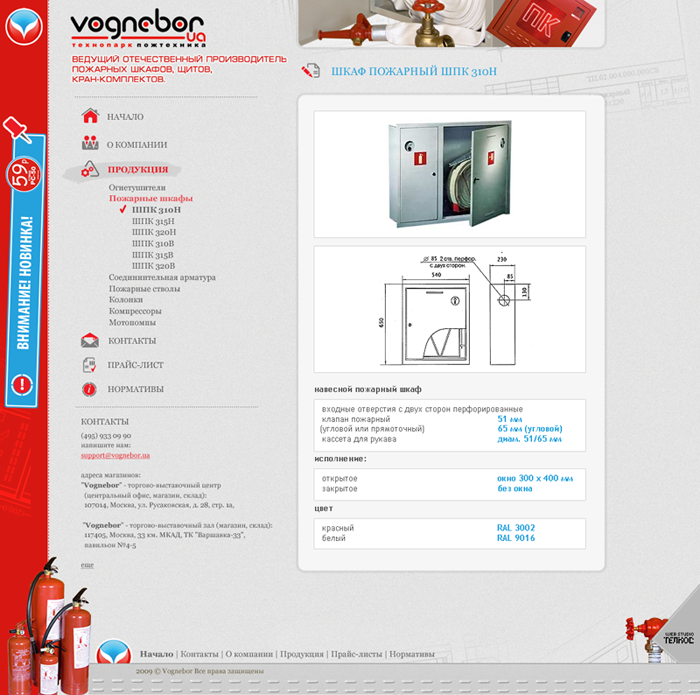 vognebor
ua
технопарк пожтехника
ВЕДУЩИЙ ОТЕЧЕСТВЕННЫЙ ПРОИЗВОДИТЕЛЬ
ПОЖАРНЫХ ШКАФОВ, ЩИТОВ,
КРАН-КОМПЛЕКТОВ.
ПК
ВНИМАНИЕ! НОВИНКА!
НАЧАЛО
О КОМПАНИИ
ПРОДУКЦИЯ
Огнетушители
Пожарные шкафы
ШПК 310Н
ШПК 315Н
ШПК 320Н
ШПК 310В
ШПК 315В
ШПК 320В
Соединительная арматура
Пожарные стволы
Колонки
Компрессоры
Мотопомпы
КОНТАКТЫ
ПРАЙС-ЛИСТ
НОРМАТИВЫ
КОНТАКТЫ
(495) 933 09 90
напишите нам:
support@vognebor.ua
адреса магазинов:
"Vognebor" - торгово-выставочный центр
(центральный офис, магазин, склад):
107014, Москва, ул. Русаковская, д. 28, стр. 1а,
"Vognebor" - торгово-выставочный зал (магазин, склад):
117405, Москва, 33 км. МКАД, ТК "Варшавка-33",
павильон №4-5
еще
ШКАФ ПОЖАРНЫЙ ШПК 310Н
85 2 отв. перфор.
с двух сторон
230
540
85
130
650
навесной пожарный шкаф
входные отверстия с двух сторон перфорированные
клапан пожарный 51 мм
(угловой или прямоточный) 65 мм (угловой)
кассета для рукава диам. 51/65 мм
исполнение:
открытое окно 300 х 400 мм
закрытое без окна
цвет
красный RAL 3002
белый RAL 9016
WEB STUDIO
ТЕЛКОС
Начало | Контакты | О компании | Продукция | Прайс-листы | Нормативы
2009 © Vognebor Все права защищены